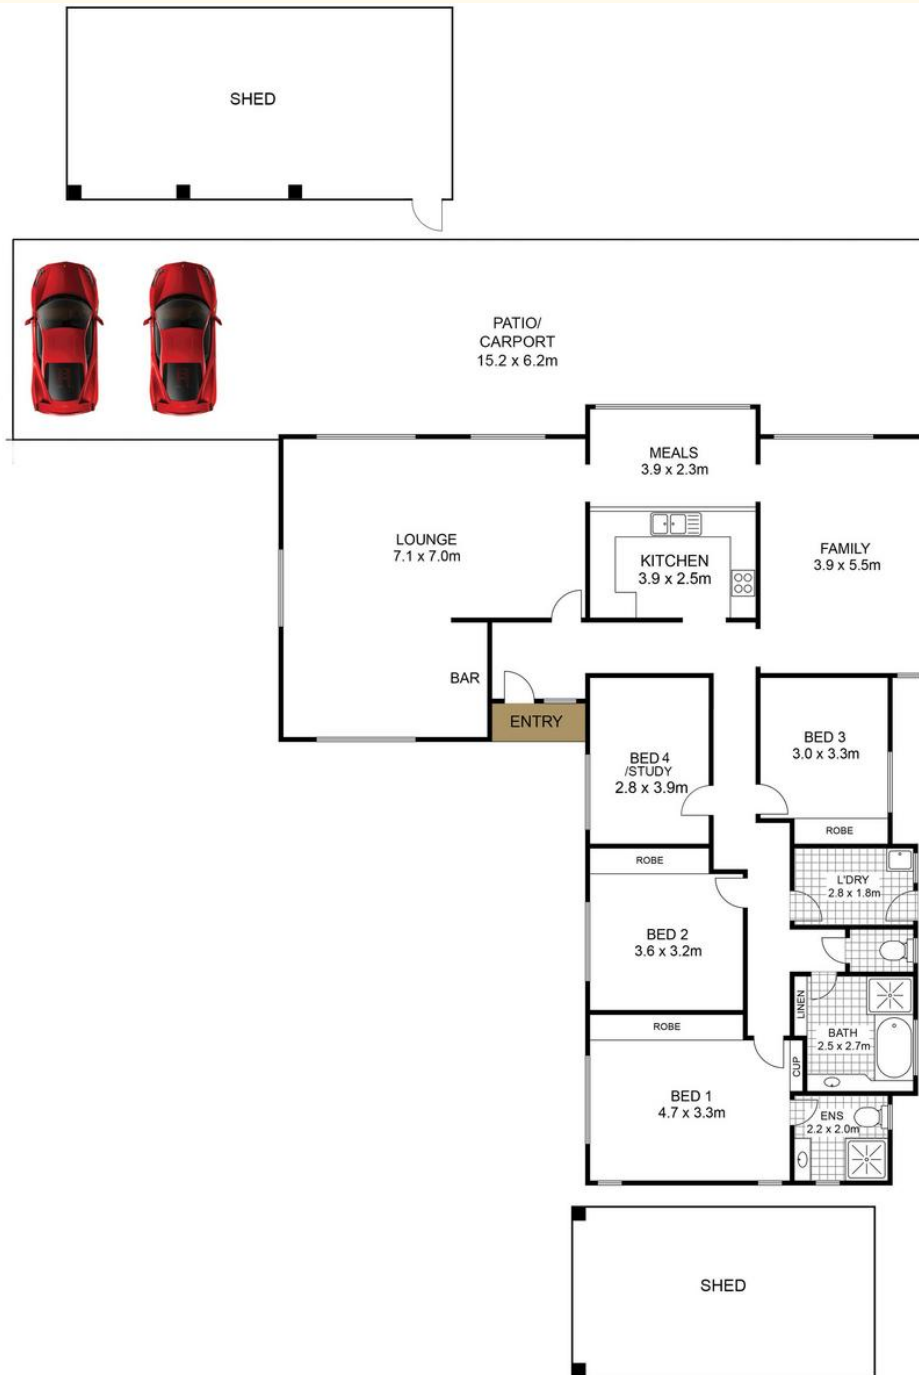 SHED
PATIO/
CARPORT
15.2 x 6.2m
MEALS
3.9 x 2.3m
LOUNGE
7.1 x 7.0m
KITCHEN
3.9 x 2.5m
FAMILY
3.9 x 5.5m
BAR
ENTRY
BED 4
/STUDY
2.8 x 3.9m
BED 3
3.0 x 3.3m
ROBE
ROBE
L'DRY
2.8 x 1.8m
BED 2
3.6 x 3.2m
LINEN
BATH
2.5 x 2.7m
ROBE
CUP
BED 1
4.7 x 3.3m
ENS
2.2 x 2.0m
SHED